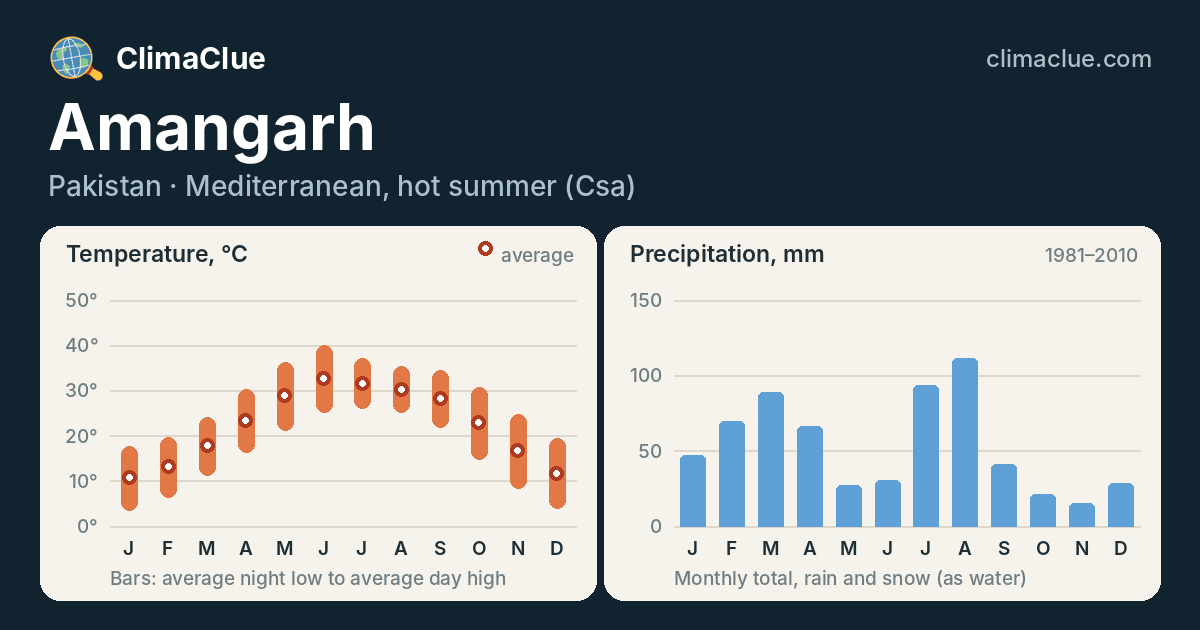 ClimaClue
climaclue.com
Amangarh
Pakistan · Mediterranean, hot summer (Csa)
Temperature, °C
average
50°
40°
30°
20°
10°
0°
J F M A M J J A S O N D
Bars: average night low to average day high
Precipitation, mm
1981–2010
150
100
50
0
J F M A M J J A S O N D
Monthly total, rain and snow (as water)